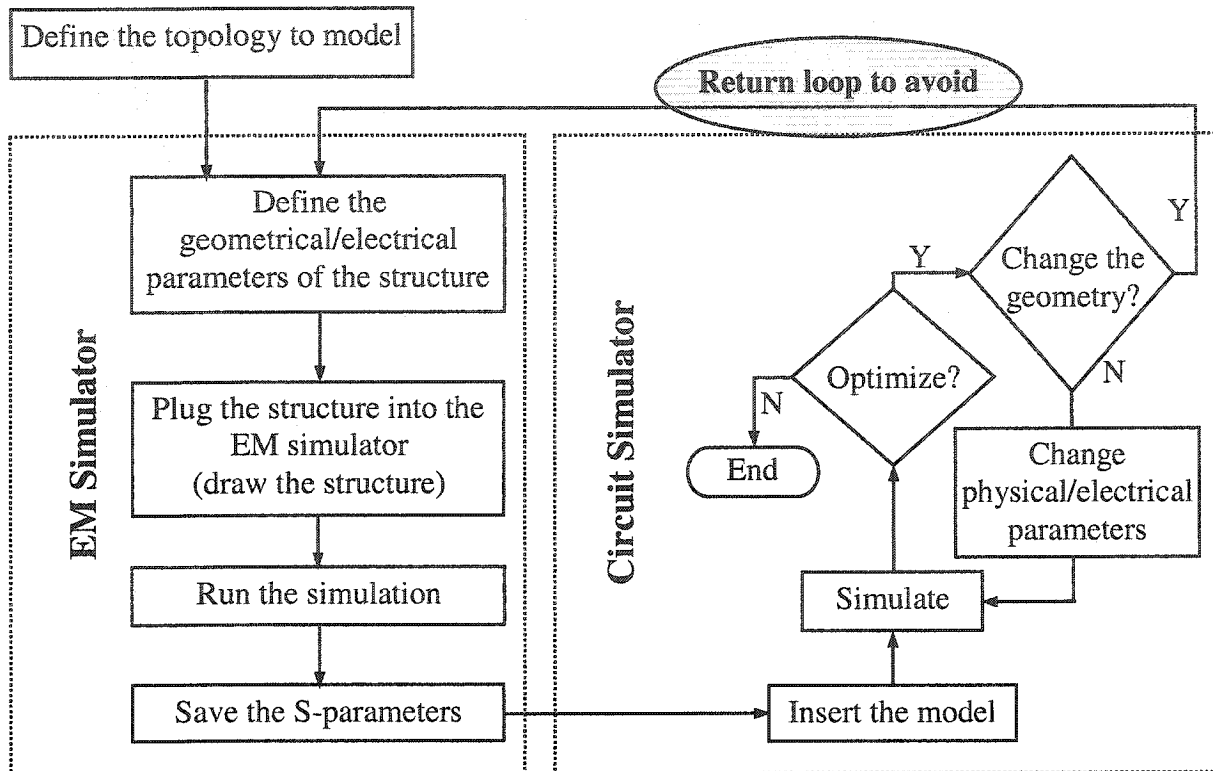 Define the topology to model
Return loop to avoid
Define the
geometrical/electrical
parameters of the structure
Plug the structure into the
EM simulator
(draw the structure)
Run the simulation
Save the S-parameters
EM Simulator
Circuit Simulator
Change the
geometry?
Y
Y
N
Optimize?
N
End
Change
physical/electrical
parameters
Simulate
Insert the model